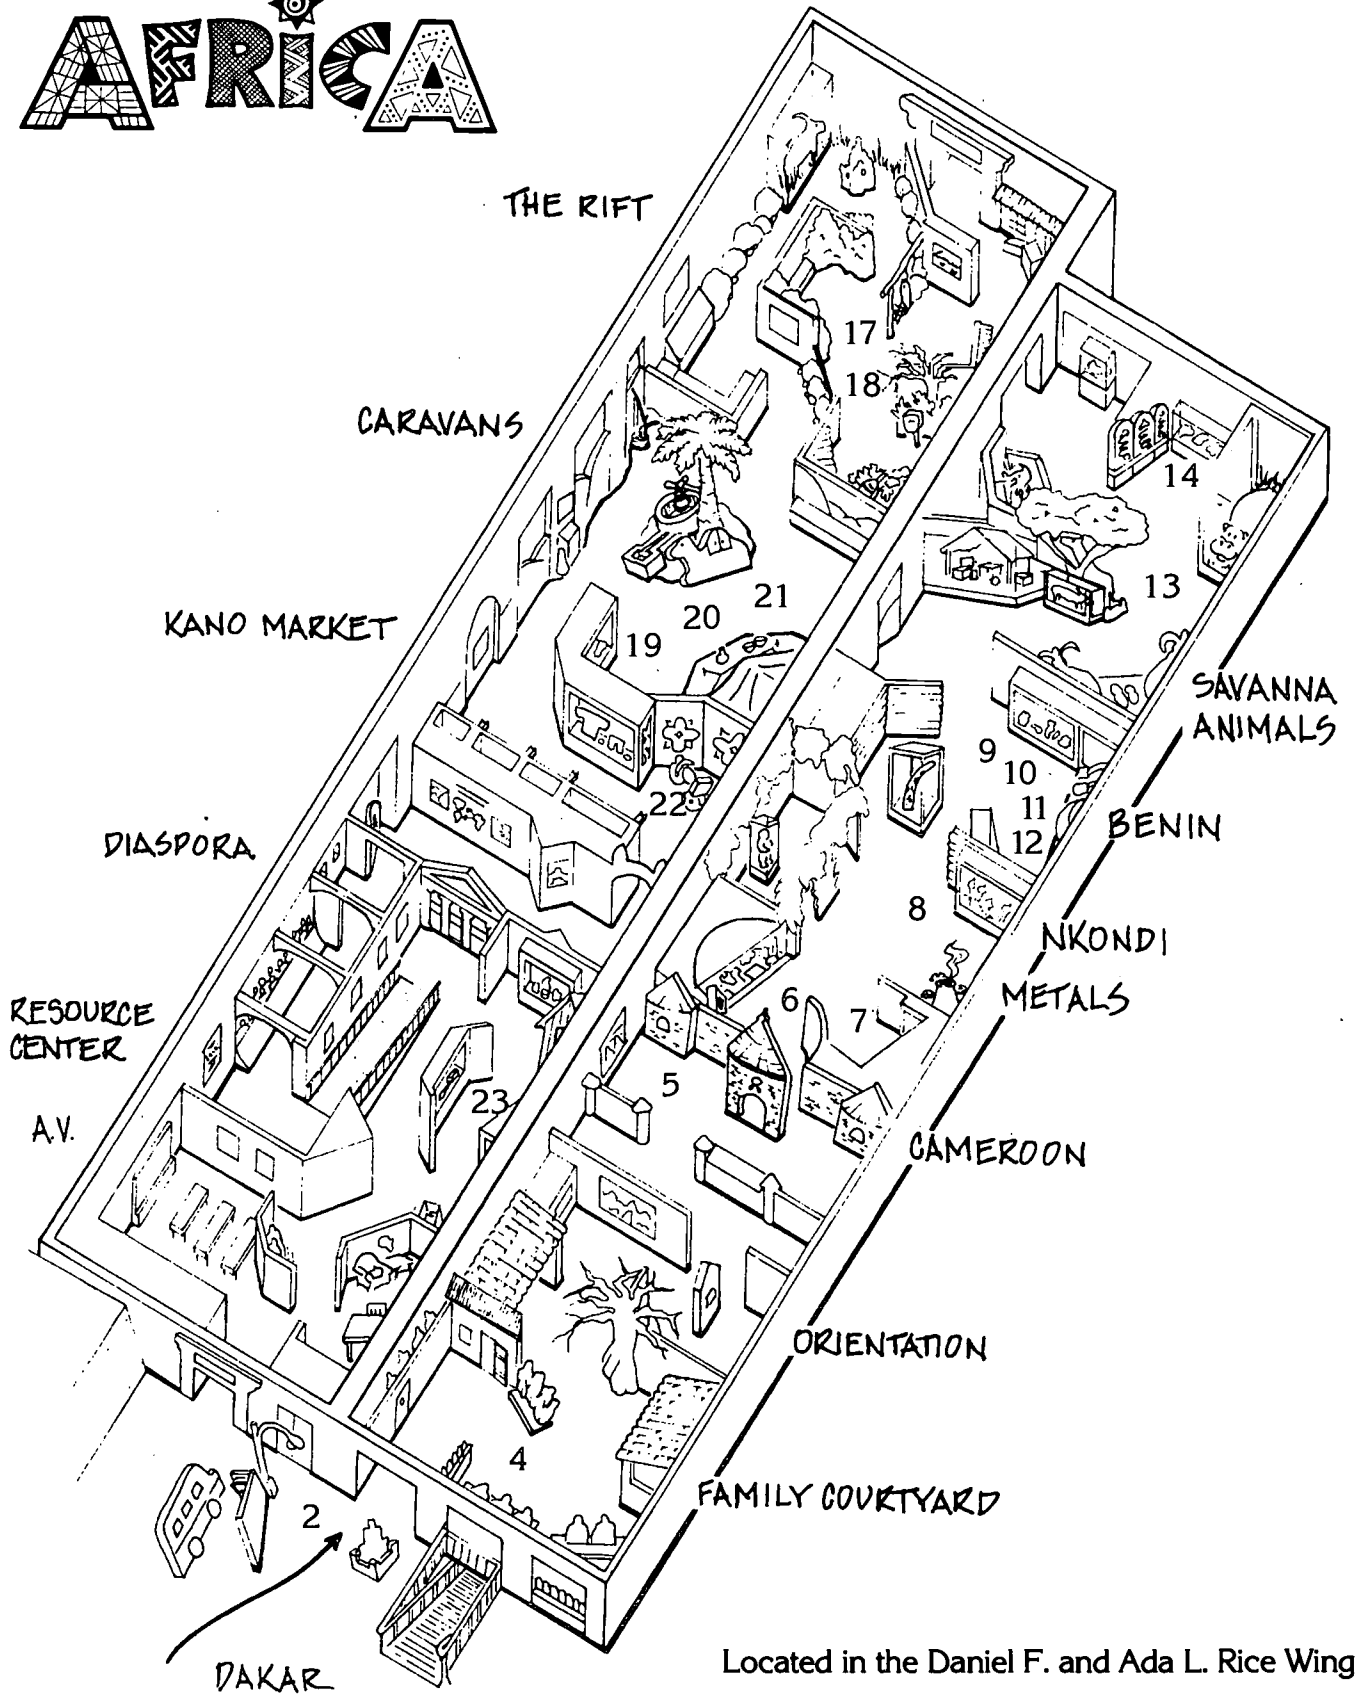 AFRICA
THE RIFT
17
18
CARAVANS
14
13
21
20
19
KANO MARKET
SAVANNA
ANIMALS
9
10
11
12
22
BENIN
DIASPORA
8
NKONDI
METALS
6
7
RESOURCE
CENTER
5
23
A.V.
CAMEROON
ORIENTATION
4
FAMILY COURTYARD
2
DAKAR
Located in the Daniel F. and Ada L. Rice Wing